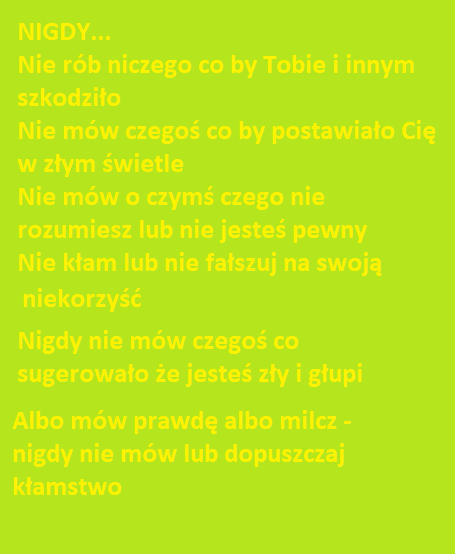 NIGDY...
Nie rób niczego co by Tobie i innym
szkodziło
Nie mów czegoś co by postawiało Cię
w złym świetle
Nie mów o czymś czego nie
rozumiesz lub nie jesteś pewny
Nie kłam lub nie fałszuj na swoją
niekorzyść
Nigdy nie mów czegoś co
sugerowało że jesteś zły i głupi
Albo mów prawdę albo milcz -
nigdy nie mów lub dopuszczaj
kłamstwo